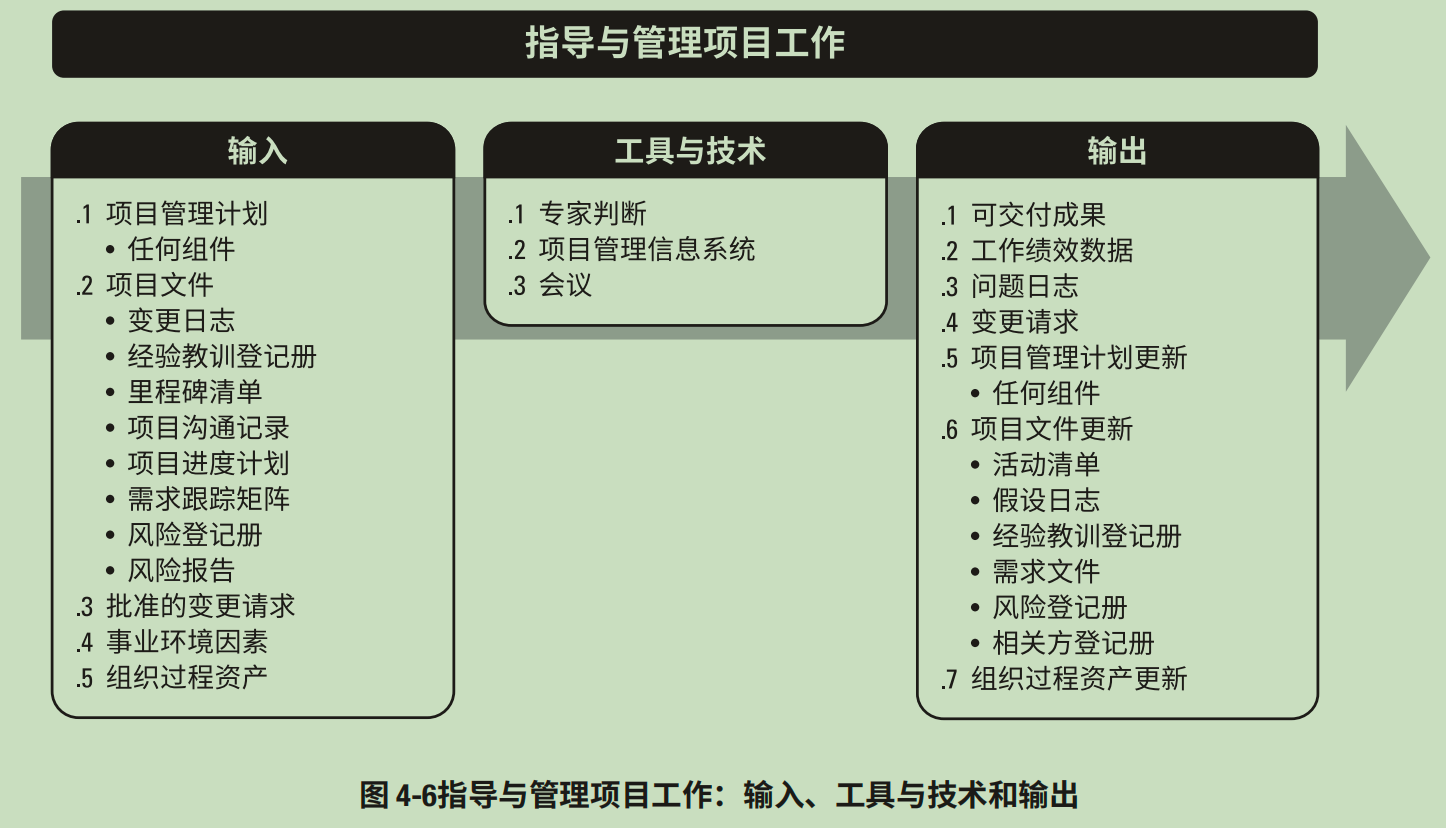 指导与管理项目工作
输入
.1 项目管理计划
• 任何组件
.2 项目文件
• 变更日志
• 经验教训登记册
• 里程碑清单
• 项目沟通记录
• 项目进度计划
• 需求跟踪矩阵
• 风险登记册
• 风险报告
.3 批准的变更请求
.4 事业环境因素
.5 组织过程资产
工具与技术
.1 专家判断
.2 项目管理信息系统
.3 会议
输出
.1 可交付成果
.2 工作绩效数据
.3 问题日志
.4 变更请求
.5 项目管理计划更新
• 任何组件
.6 项目文件更新
• 活动清单
• 假设日志
• 经验教训登记册
• 需求文件
• 风险登记册
• 相关方登记册
.7 组织过程资产更新
图 4-6指导与管理项目工作：输入、工具与技术和输出